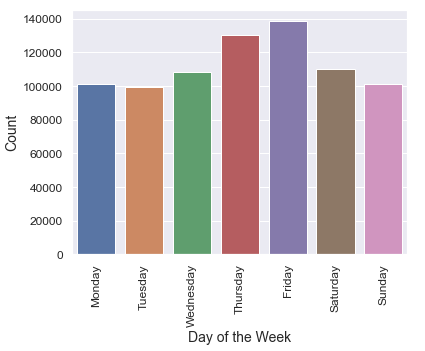 140000
120000
100000
80000
60000
40000
20000
0
Count
Monday
Tuesday
Wednesday
Thursday
Friday
Saturday
Sunday
Day of the Week